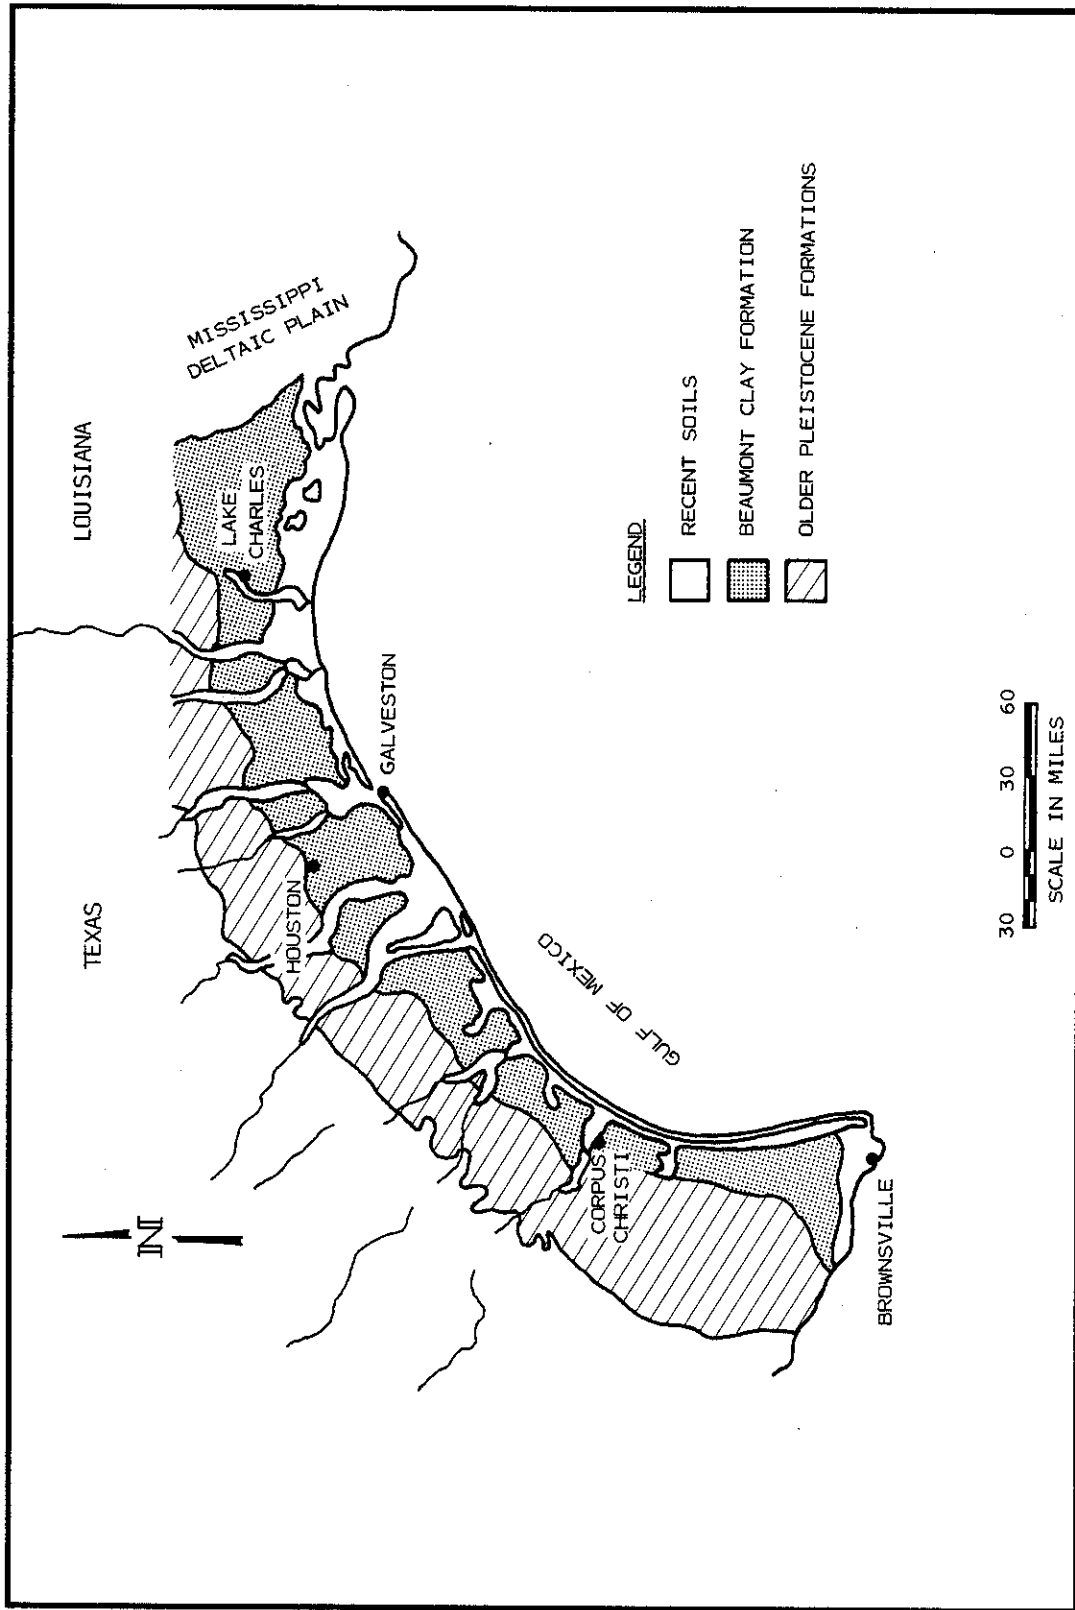 TEXAS
LOUISIANA
MISSISSIPPI
DELTAIC PLAIN
LAKE
CHARLES
HOUSTON
GALVESTON
N
CORPUS
CHRISTI
GULF OF MEXICO
BROWNSVILLE
LEGEND
RECENT SOILS
BEAUMONT CLAY FORMATION
OLDER PLEISTOCENE FORMATIONS
30 0 30 60
SCALE IN MILES